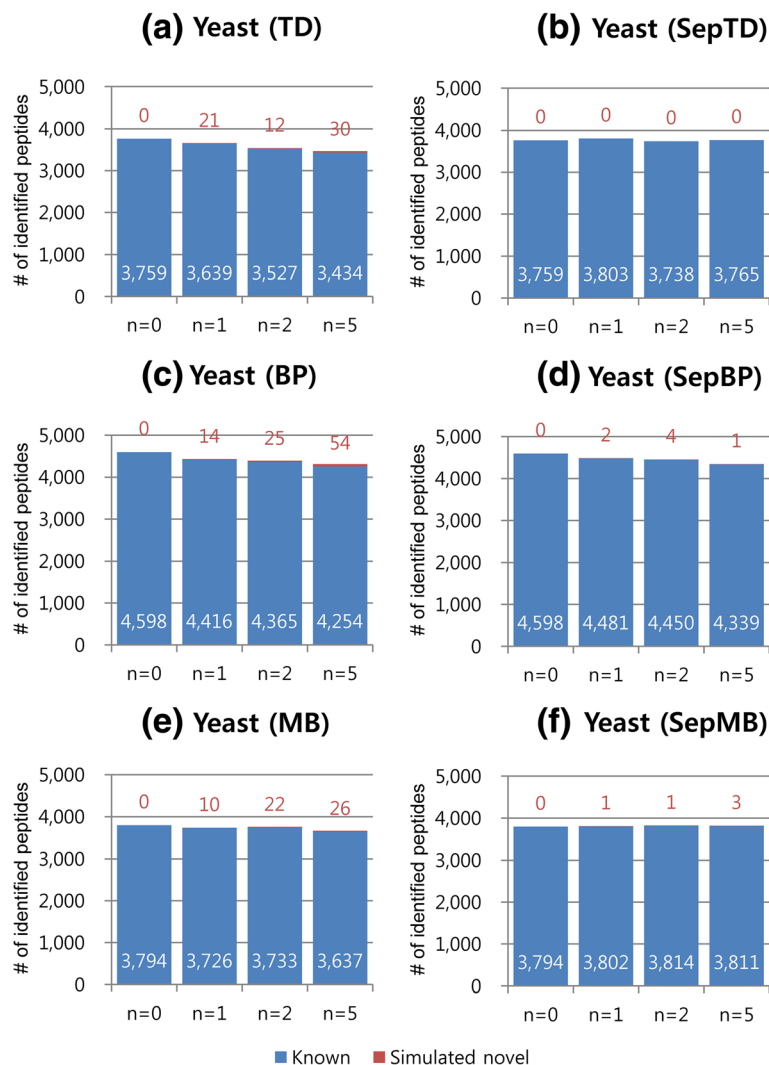 (a) Yeast (TD)
# of identified peptides
5,000
4,000
3,000
2,000
1,000
0
0 21 12 30
3,759 3,639 3,527 3,434
n=0 n=1 n=2 n=5
(b) Yeast (SepTD)
# of identified peptides
5,000
4,000
3,000
2,000
1,000
0
0 0 0 0
3,759 3,803 3,738 3,765
n=0 n=1 n=2 n=5
(c) Yeast (BP)
# of identified peptides
5,000
4,000
3,000
2,000
1,000
0
0 14 25 54
4,598 4,416 4,365 4,254
n=0 n=1 n=2 n=5
(d) Yeast (SepBP)
# of identified peptides
5,000
4,000
3,000
2,000
1,000
0
0 2 4 1
4,598 4,481 4,450 4,339
n=0 n=1 n=2 n=5
(e) Yeast (MB)
# of identified peptides
5,000
4,000
3,000
2,000
1,000
0
0 10 22 26
3,794 3,726 3,733 3,637
n=0 n=1 n=2 n=5
(f) Yeast (SepMB)
# of identified peptides
5,000
4,000
3,000
2,000
1,000
0
0 1 1 3
3,794 3,802 3,814 3,811
n=0 n=1 n=2 n=5
Known Simulated novel